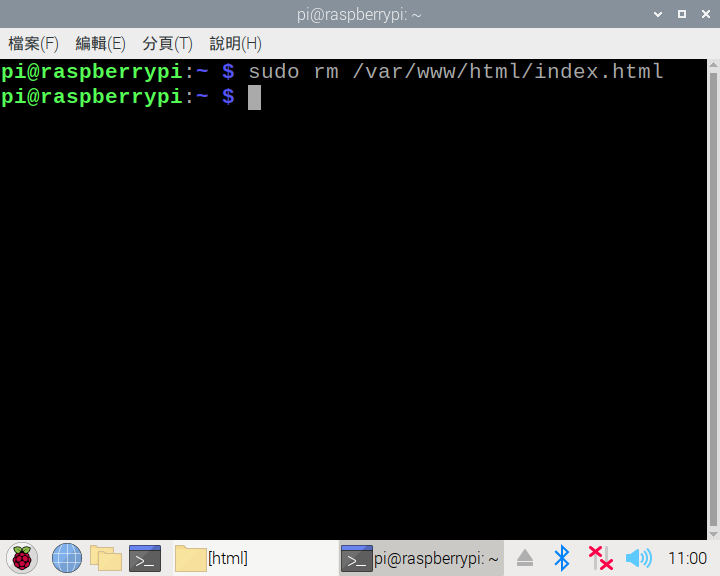 pi@raspberrypi: ~
檔案(F) 編輯(E) 分頁(T) 說明(H)
pi@raspberrypi:~ $ sudo rm /var/www/html/index.html
pi@raspberrypi:~ $
[html] pi@raspberrypi: ~ 11:00